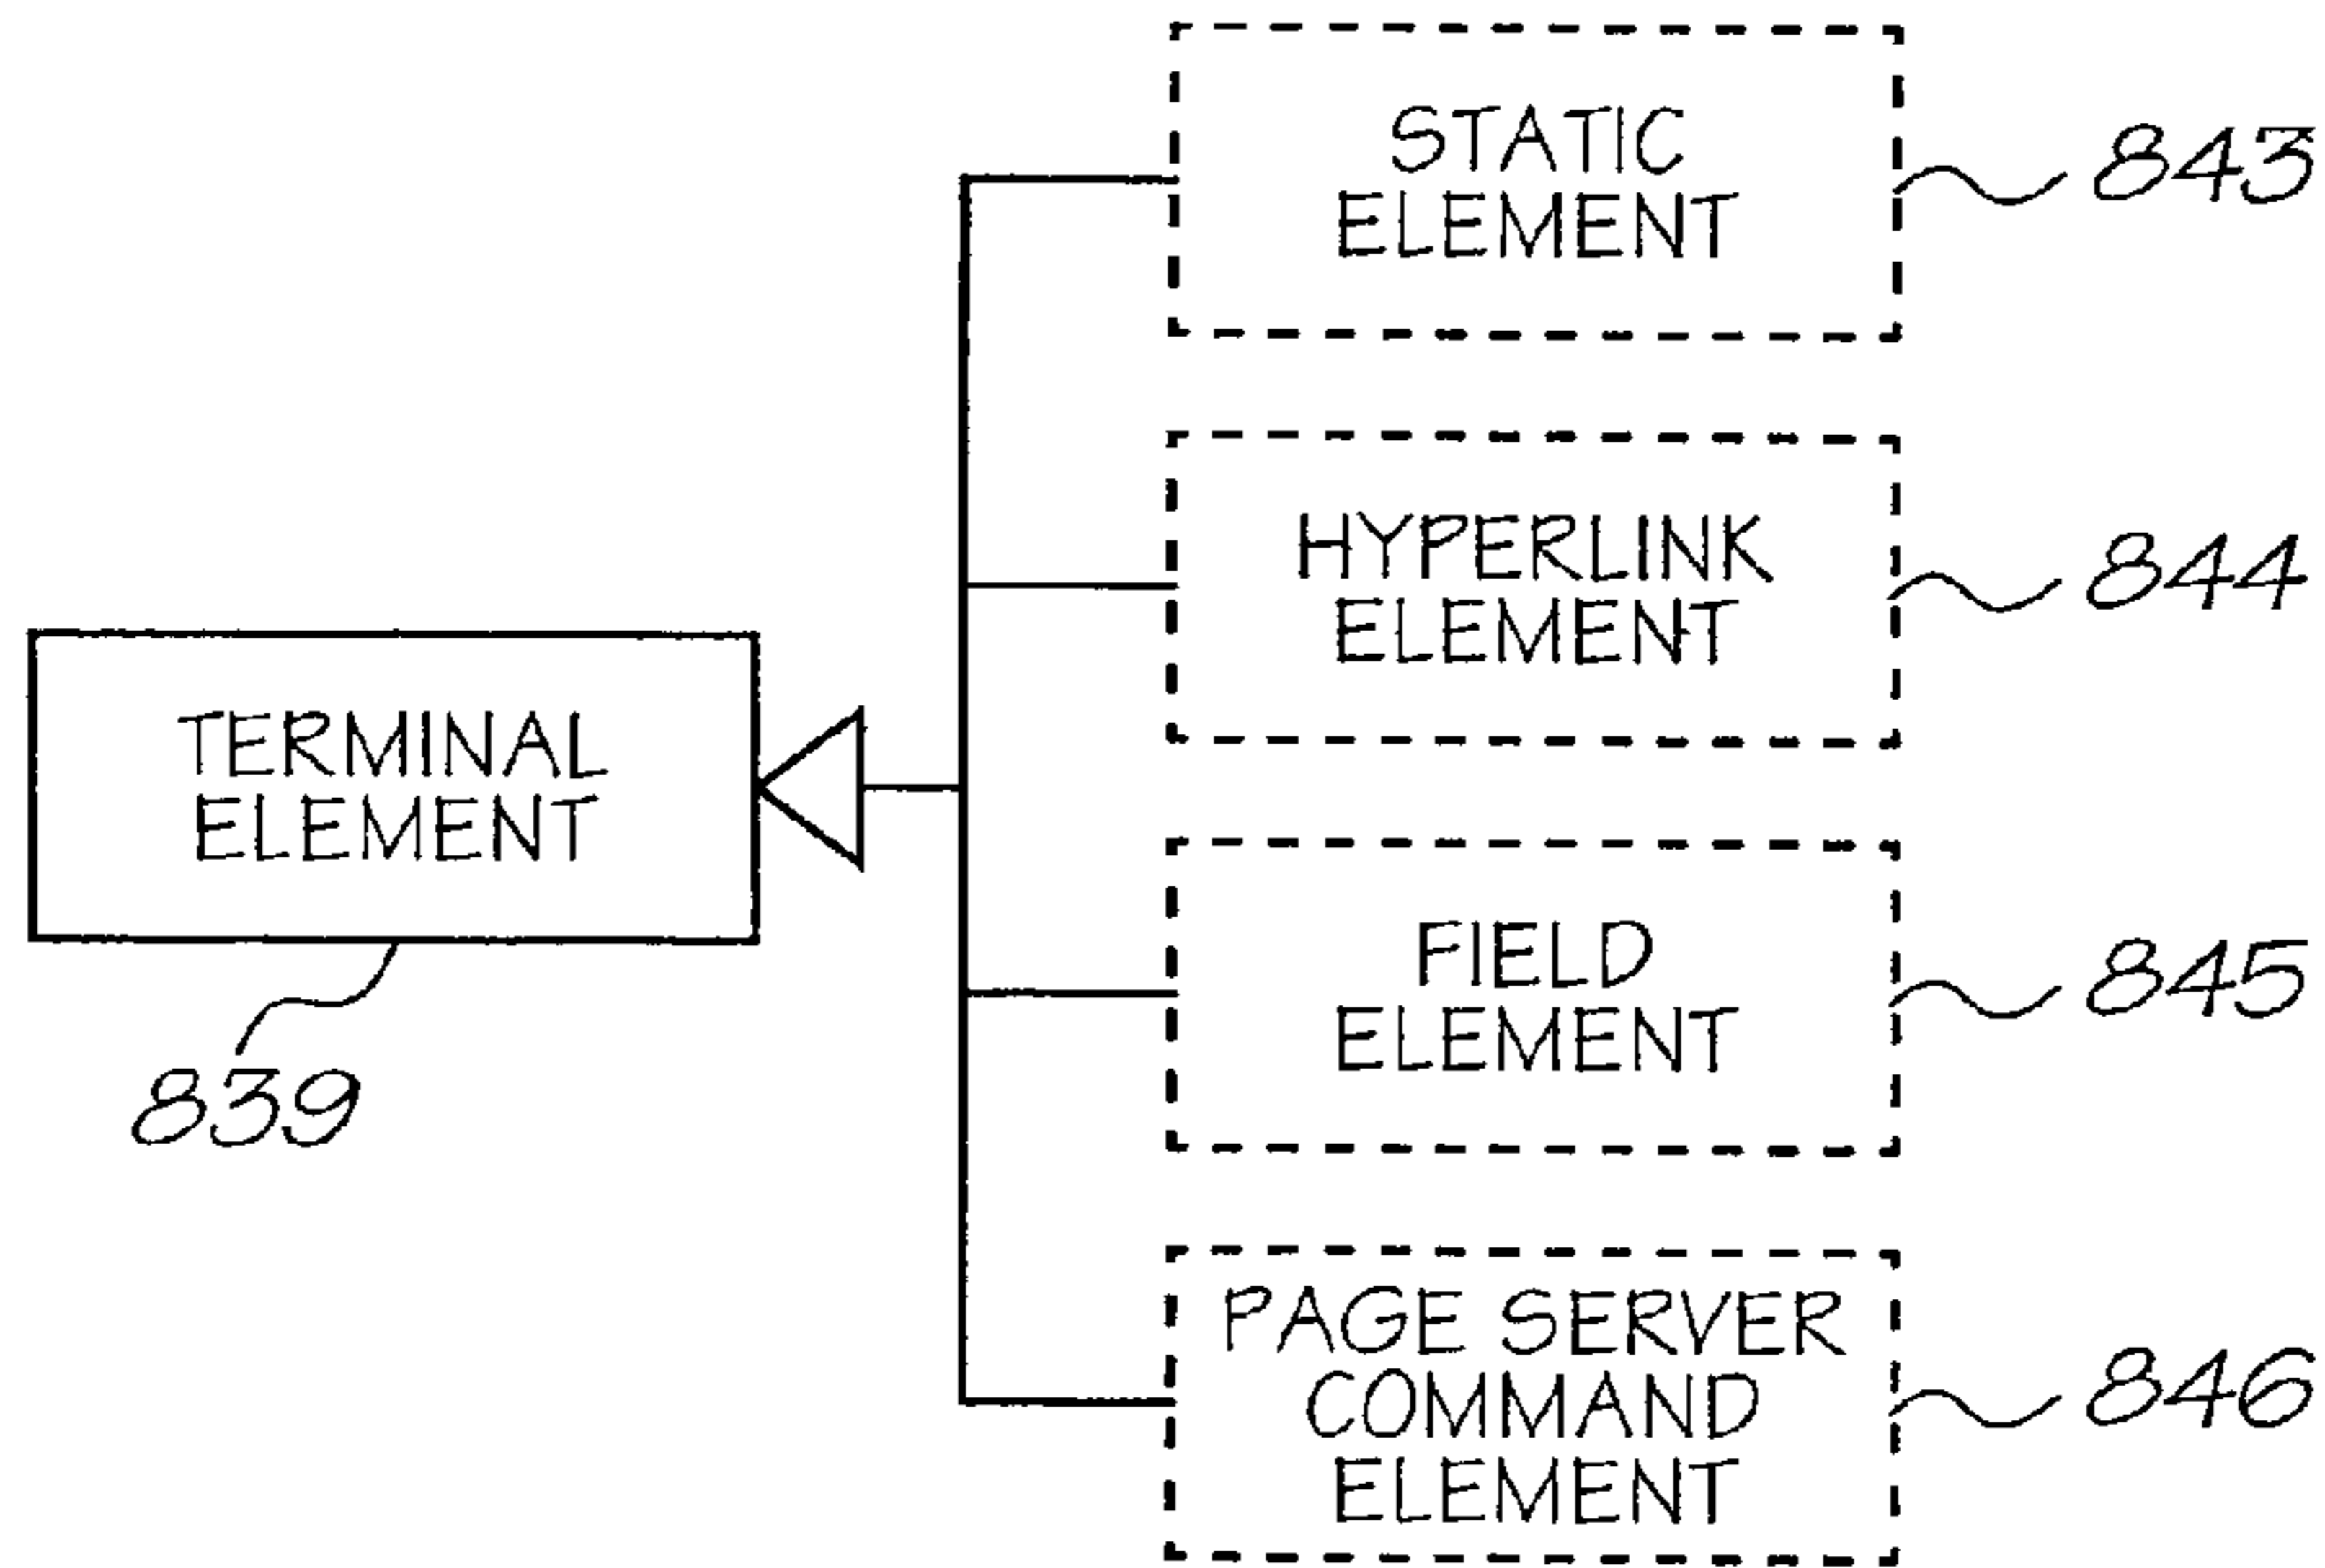 STATIC
ELEMENT
843
HYPERLINK
ELEMENT
844
TERMINAL
ELEMENT
839
FIELD
ELEMENT
845
PAGE SERVER
COMMAND
ELEMENT
846